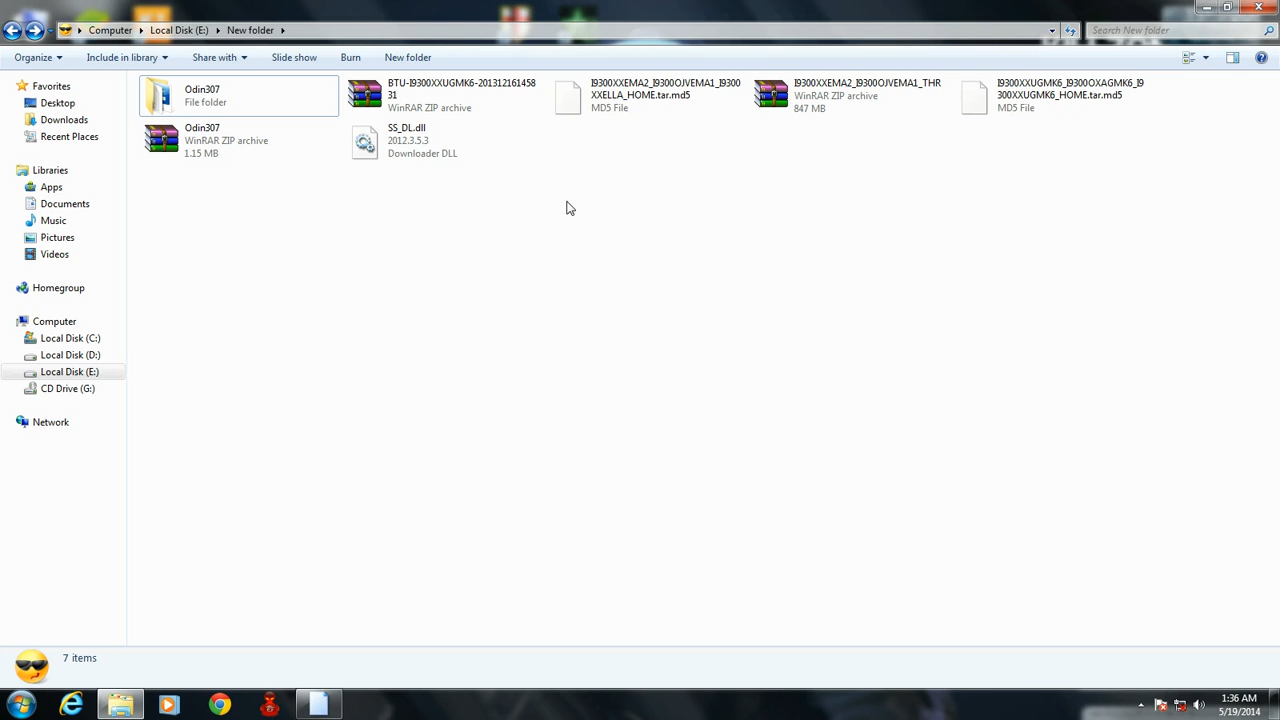 Computer
Local Disk (E:)
New folder
Search New folder
Organize
Include in library
Share with
Slide show
Burn
New folder
Favorites
Desktop
Downloads
Recent Places
Libraries
Apps
Documents
Music
Pictures
Videos
Homegroup
Computer
Local Disk (C:)
Local Disk (D:)
Local Disk (E:)
CD Drive (G:)
Network
Odin307
File folder
BTU-I9300XXUGMK6-201312161458
31
WinRAR ZIP archive
I9300XXEMA2_I9300OJVEMA1_I9300
XXELLA_HOME.tar.md5
MD5 File
I9300XXEMA2_I9300OJVEMA1_THR
WinRAR ZIP archive
847 MB
I9300XXUGMK6_I9300OXAGMK6_I9
300XXUGMK6_HOME.tar.md5
MD5 File
Odin307
WinRAR ZIP archive
1.15 MB
SS_DL.dll
2012.3.5.3
Downloader DLL
7 items
1:36 AM
5/19/2014